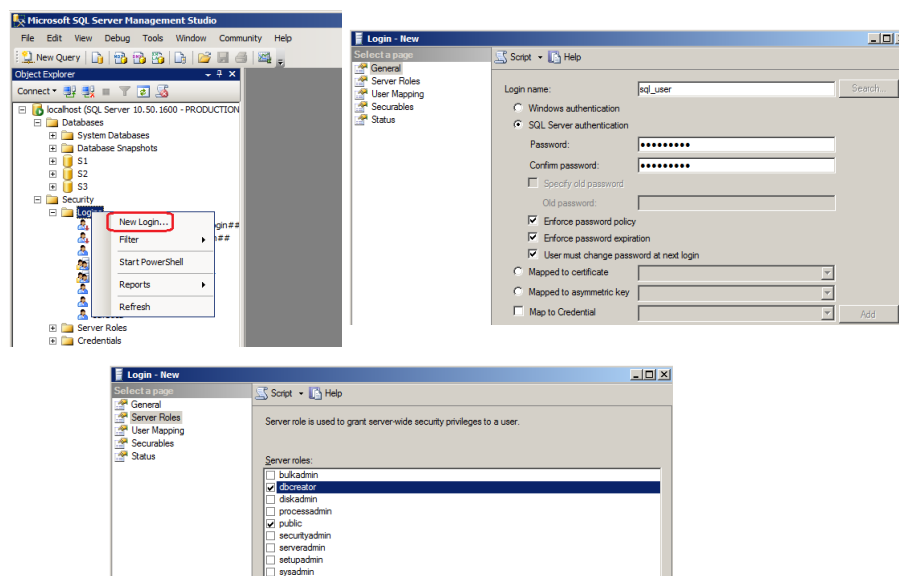 Microsoft SQL Server Management Studio
File Edit View Debug Tools Window Community Help
New Query
Object Explorer
Connect
localhost (SQL Server 10.50.1600 - PRODUCTION
Databases
System Databases
Database Snapshots
S1
S2
S3
Security
New Login...
Filter
Start PowerShell
Reports
Refresh
Server Roles
Credentials
Login - New
Select a page
General
Server Roles
User Mapping
Securables
Status
Script Help
Login name: sql_user Search...
Windows authentication
SQL Server authentication
Password: •••••••••
Confirm password: •••••••••
Specify old password
Old password:
Enforce password policy
Enforce password expiration
User must change password at next login
Mapped to certificate
Mapped to asymmetric key
Map to Credential Add
Login - New
Select a page
General
Server Roles
User Mapping
Securables
Status
Script Help
Server role is used to grant server-wide security privileges to a user.
Server roles:
bulkadmin
dbcreator
diskadmin
processadmin
public
securityadmin
serveradmin
setupadmin
sysadmin